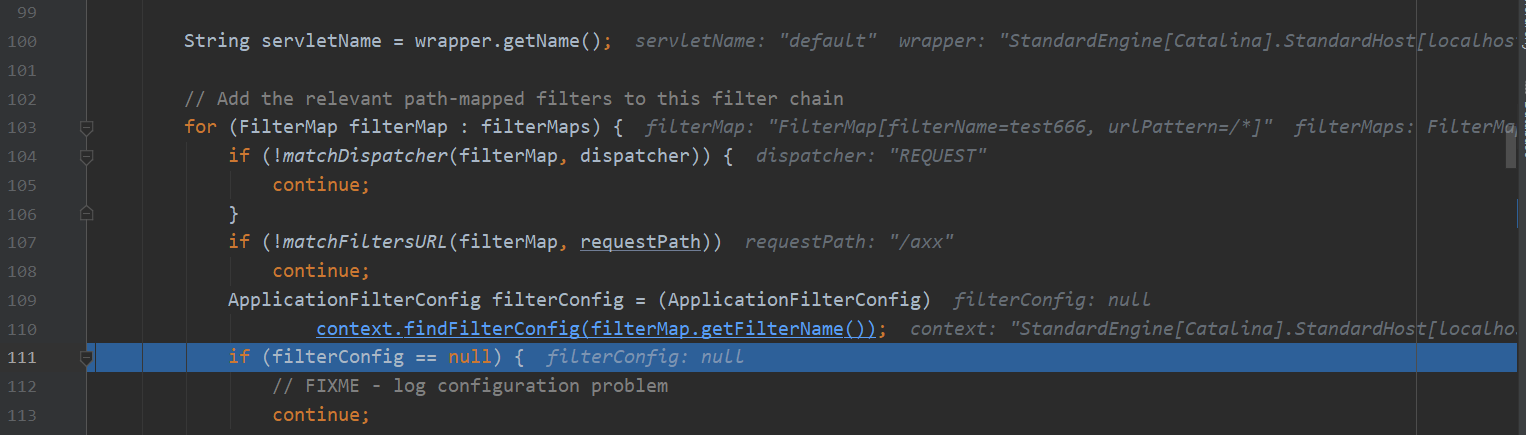 99
100 String servletName = wrapper.getName(); servletName: "default" wrapper: "StandardEngine[Catalina].StandardHost[localhos
101
102 // Add the relevant path-mapped filters to this filter chain
103 for (FilterMap filterMap : filterMaps) { filterMap: "FilterMap[filterName=test666, urlPattern=/*]" filterMaps: FilterMap
104 if (!matchDispatcher(filterMap, dispatcher)) { dispatcher: "REQUEST"
105 continue;
106 }
107 if (!matchFiltersURL(filterMap, requestPath)) requestPath: "/axx"
108 continue;
109 ApplicationFilterConfig filterConfig = (ApplicationFilterConfig) filterConfig: null
110 context.findFilterConfig(filterMap.getFilterName()); context: "StandardEngine[Catalina].StandardHost[localho
111 if (filterConfig == null) { filterConfig: null
112 // FIXME - log configuration problem
113 continue;